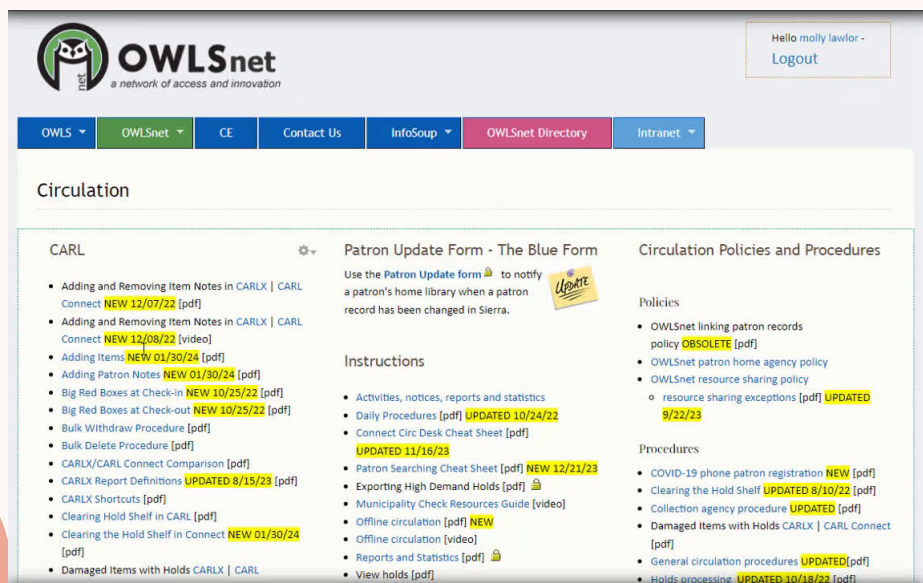 OWLSnet
a network of access and innovation
net
Hello molly lawlor -
Logout
OWLS
OWLSnet
CE
Contact Us
InfoSoup
OWLSnet Directory
Intranet
Circulation
CARL
Adding and Removing Item Notes in CARLX | CARL
Connect NEW 12/07/22 [pdf]
Adding and Removing Item Notes in CARLX | CARL
Connect NEW 12/08/22 [video]
Adding Items NEW 01/30/24 [pdf]
Adding Patron Notes NEW 01/30/24 [pdf]
Big Red Boxes at Check-in NEW 10/25/22 [pdf]
Big Red Boxes at Check-out NEW 10/25/22 [pdf]
Bulk Withdraw Procedure [pdf]
Bulk Delete Procedure [pdf]
CARLX/CARL Connect Comparison [pdf]
CARLX Report Definitions UPDATED 8/15/23 [pdf]
CARLX Shortcuts [pdf]
Clearing Hold Shelf in CARL [pdf]
Clearing the Hold Shelf in Connect NEW 01/30/24
[pdf]
Damaged Items with Holds CARLX | CARL
Patron Update Form - The Blue Form
Use the Patron Update form to notify
a patron's home library when a patron
record has been changed in Sierra.
UPDATE
Instructions
Activities, notices, reports and statistics
Daily Procedures [pdf] UPDATED 10/24/22
Connect Circ Desk Cheat Sheet [pdf]
UPDATED 11/16/23
Patron Searching Cheat Sheet [pdf] NEW 12/21/23
Exporting High Demand Holds [pdf]
Municipality Check Resources Guide [video]
Offline circulation [pdf] NEW
Offline circulation [video]
Reports and Statistics [pdf]
View holds [pdf]
Circulation Policies and Procedures
Policies
OWLSnet linking patron records
policy OBSOLETE [pdf]
OWLSnet patron home agency policy
OWLSnet resource sharing policy
resource sharing exceptions [pdf] UPDATED
9/22/23
Procedures
COVID-19 phone patron registration NEW [pdf]
Clearing the Hold Shelf UPDATED 8/10/22 [pdf]
Collection agency procedure UPDATED [pdf]
Damaged Items with Holds CARLX | CARL Connect
[pdf]
General circulation procedures UPDATED[pdf]
Holds processing UPDATED 10/18/22 [pdf]